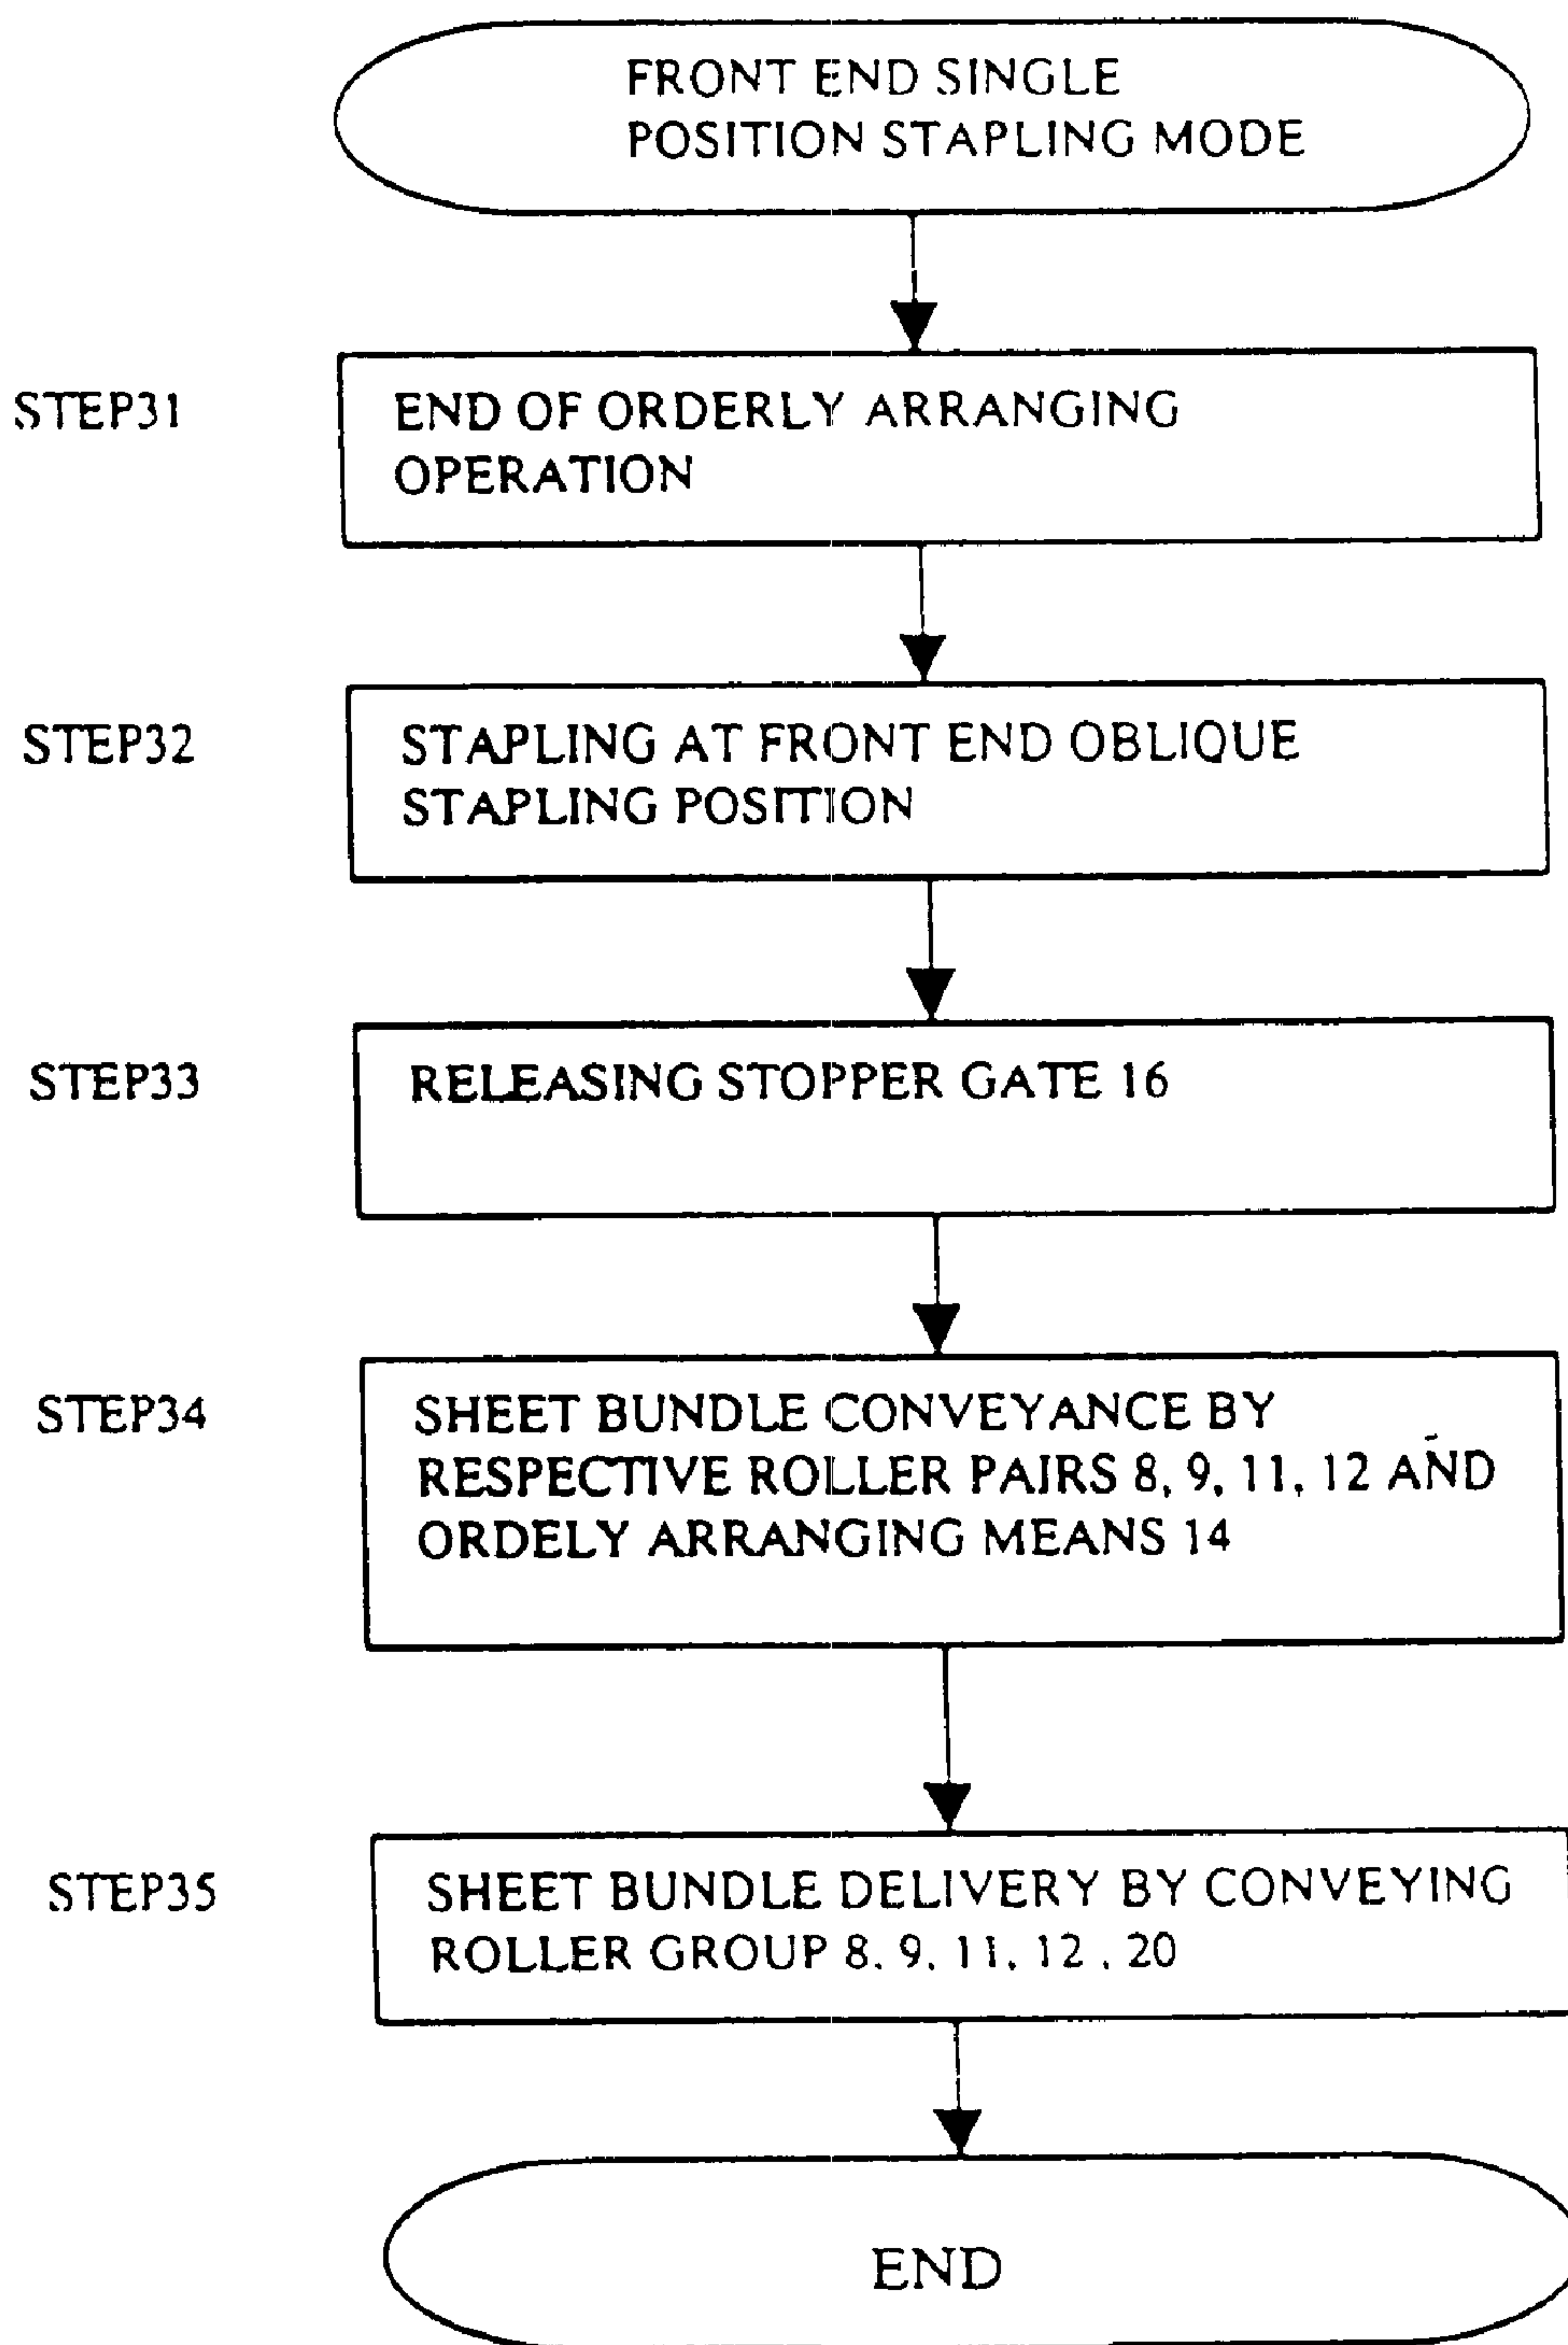 FRONT END SINGLE
POSITION STAPLING MODE
STEP31
END OF ORDERLY ARRANGING
OPERATION
STEP32
STAPLING AT FRONT END OBLIQUE
STAPLING POSITION
STEP33
RELEASING STOPPER GATE 16
STEP34
SHEET BUNDLE CONVEYANCE BY
RESPECTIVE ROLLER PAIRS 8, 9, 11, 12 AND
ORDELY ARRANGING MEANS 14
STEP35
SHEET BUNDLE DELIVERY BY CONVEYING
ROLLER GROUP 8, 9, 11, 12 , 20
END